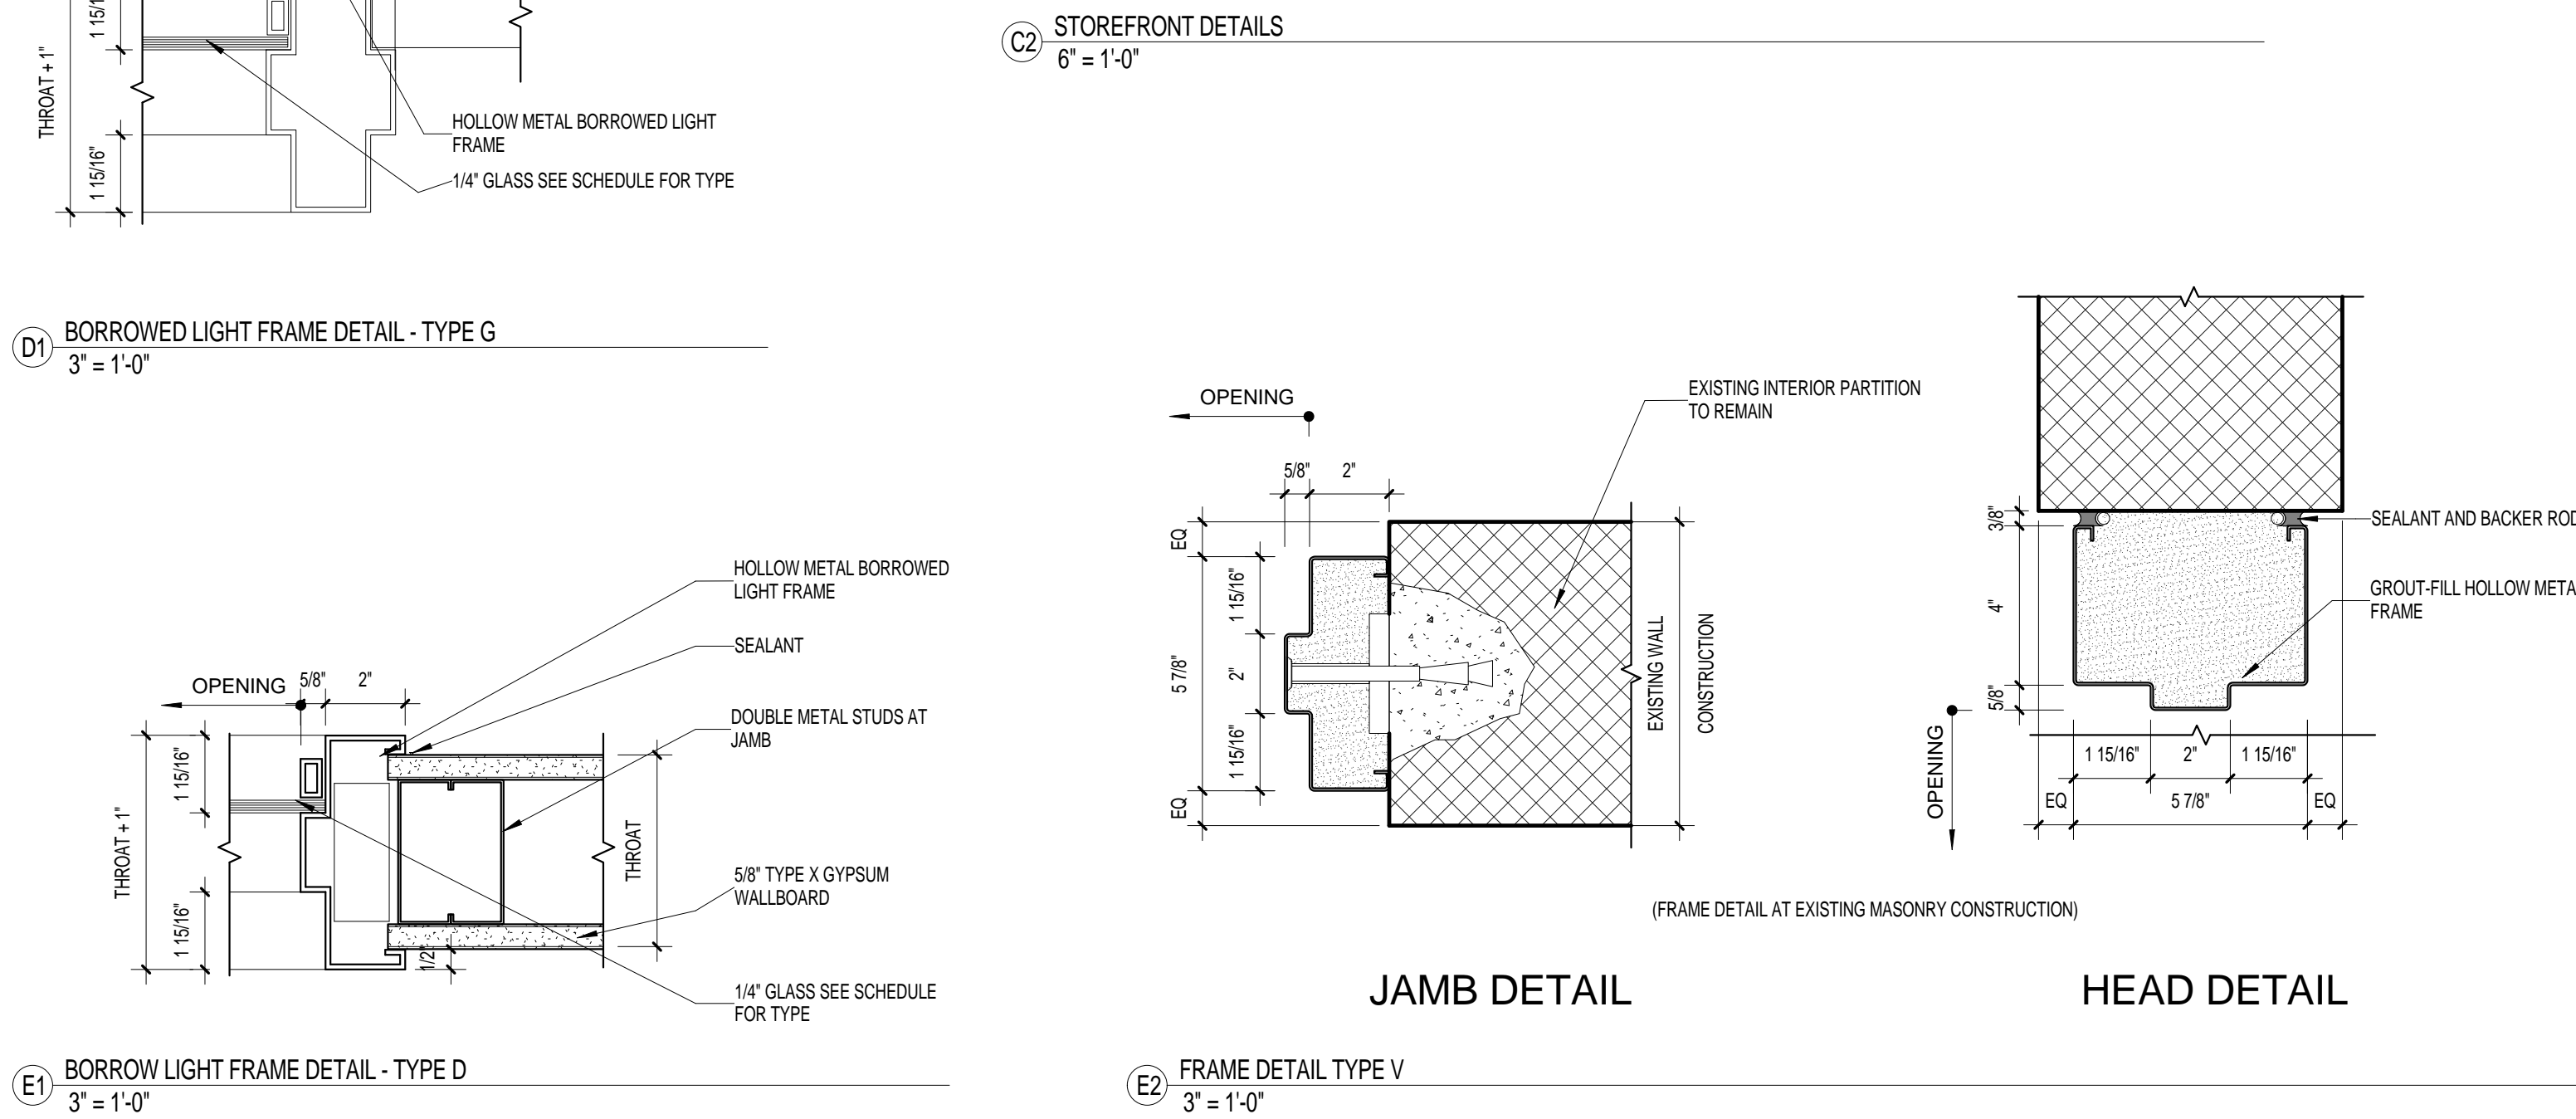 1 15/1
THROAT + 1"
1 15/16"
HOLLOW METAL BORROWED LIGHT
FRAME
1/4" GLASS SEE SCHEDULE FOR TYPE
C2
STOREFRONT DETAILS
6" = 1'-0"
D1
BORROWED LIGHT FRAME DETAIL - TYPE G
3" = 1'-0"
OPENING
5/8"
2"
THROAT + 1"
1 15/16"
1 15/16"
1/2"
THROAT
HOLLOW METAL BORROWED
LIGHT FRAME
SEALANT
DOUBLE METAL STUDS AT
JAMB
5/8" TYPE X GYPSUM
WALLBOARD
1/4" GLASS SEE SCHEDULE
FOR TYPE
E1
BORROW LIGHT FRAME DETAIL - TYPE D
3" = 1'-0"
OPENING
5/8"
2"
EXISTING INTERIOR PARTITION
TO REMAIN
EQ
5 7/8"
EQ
1 15/16"
2"
1 15/16"
EXISTING WALL
CONSTRUCTION
3/8"
4"
5/8"
SEALANT AND BACKER ROD
GROUT-FILL HOLLOW META
FRAME
OPENING
1 15/16"
2"
1 15/16"
EQ
5 7/8"
EQ
(FRAME DETAIL AT EXISTING MASONRY CONSTRUCTION)
JAMB DETAIL
HEAD DETAIL
E2
FRAME DETAIL TYPE V
3" = 1'-0"